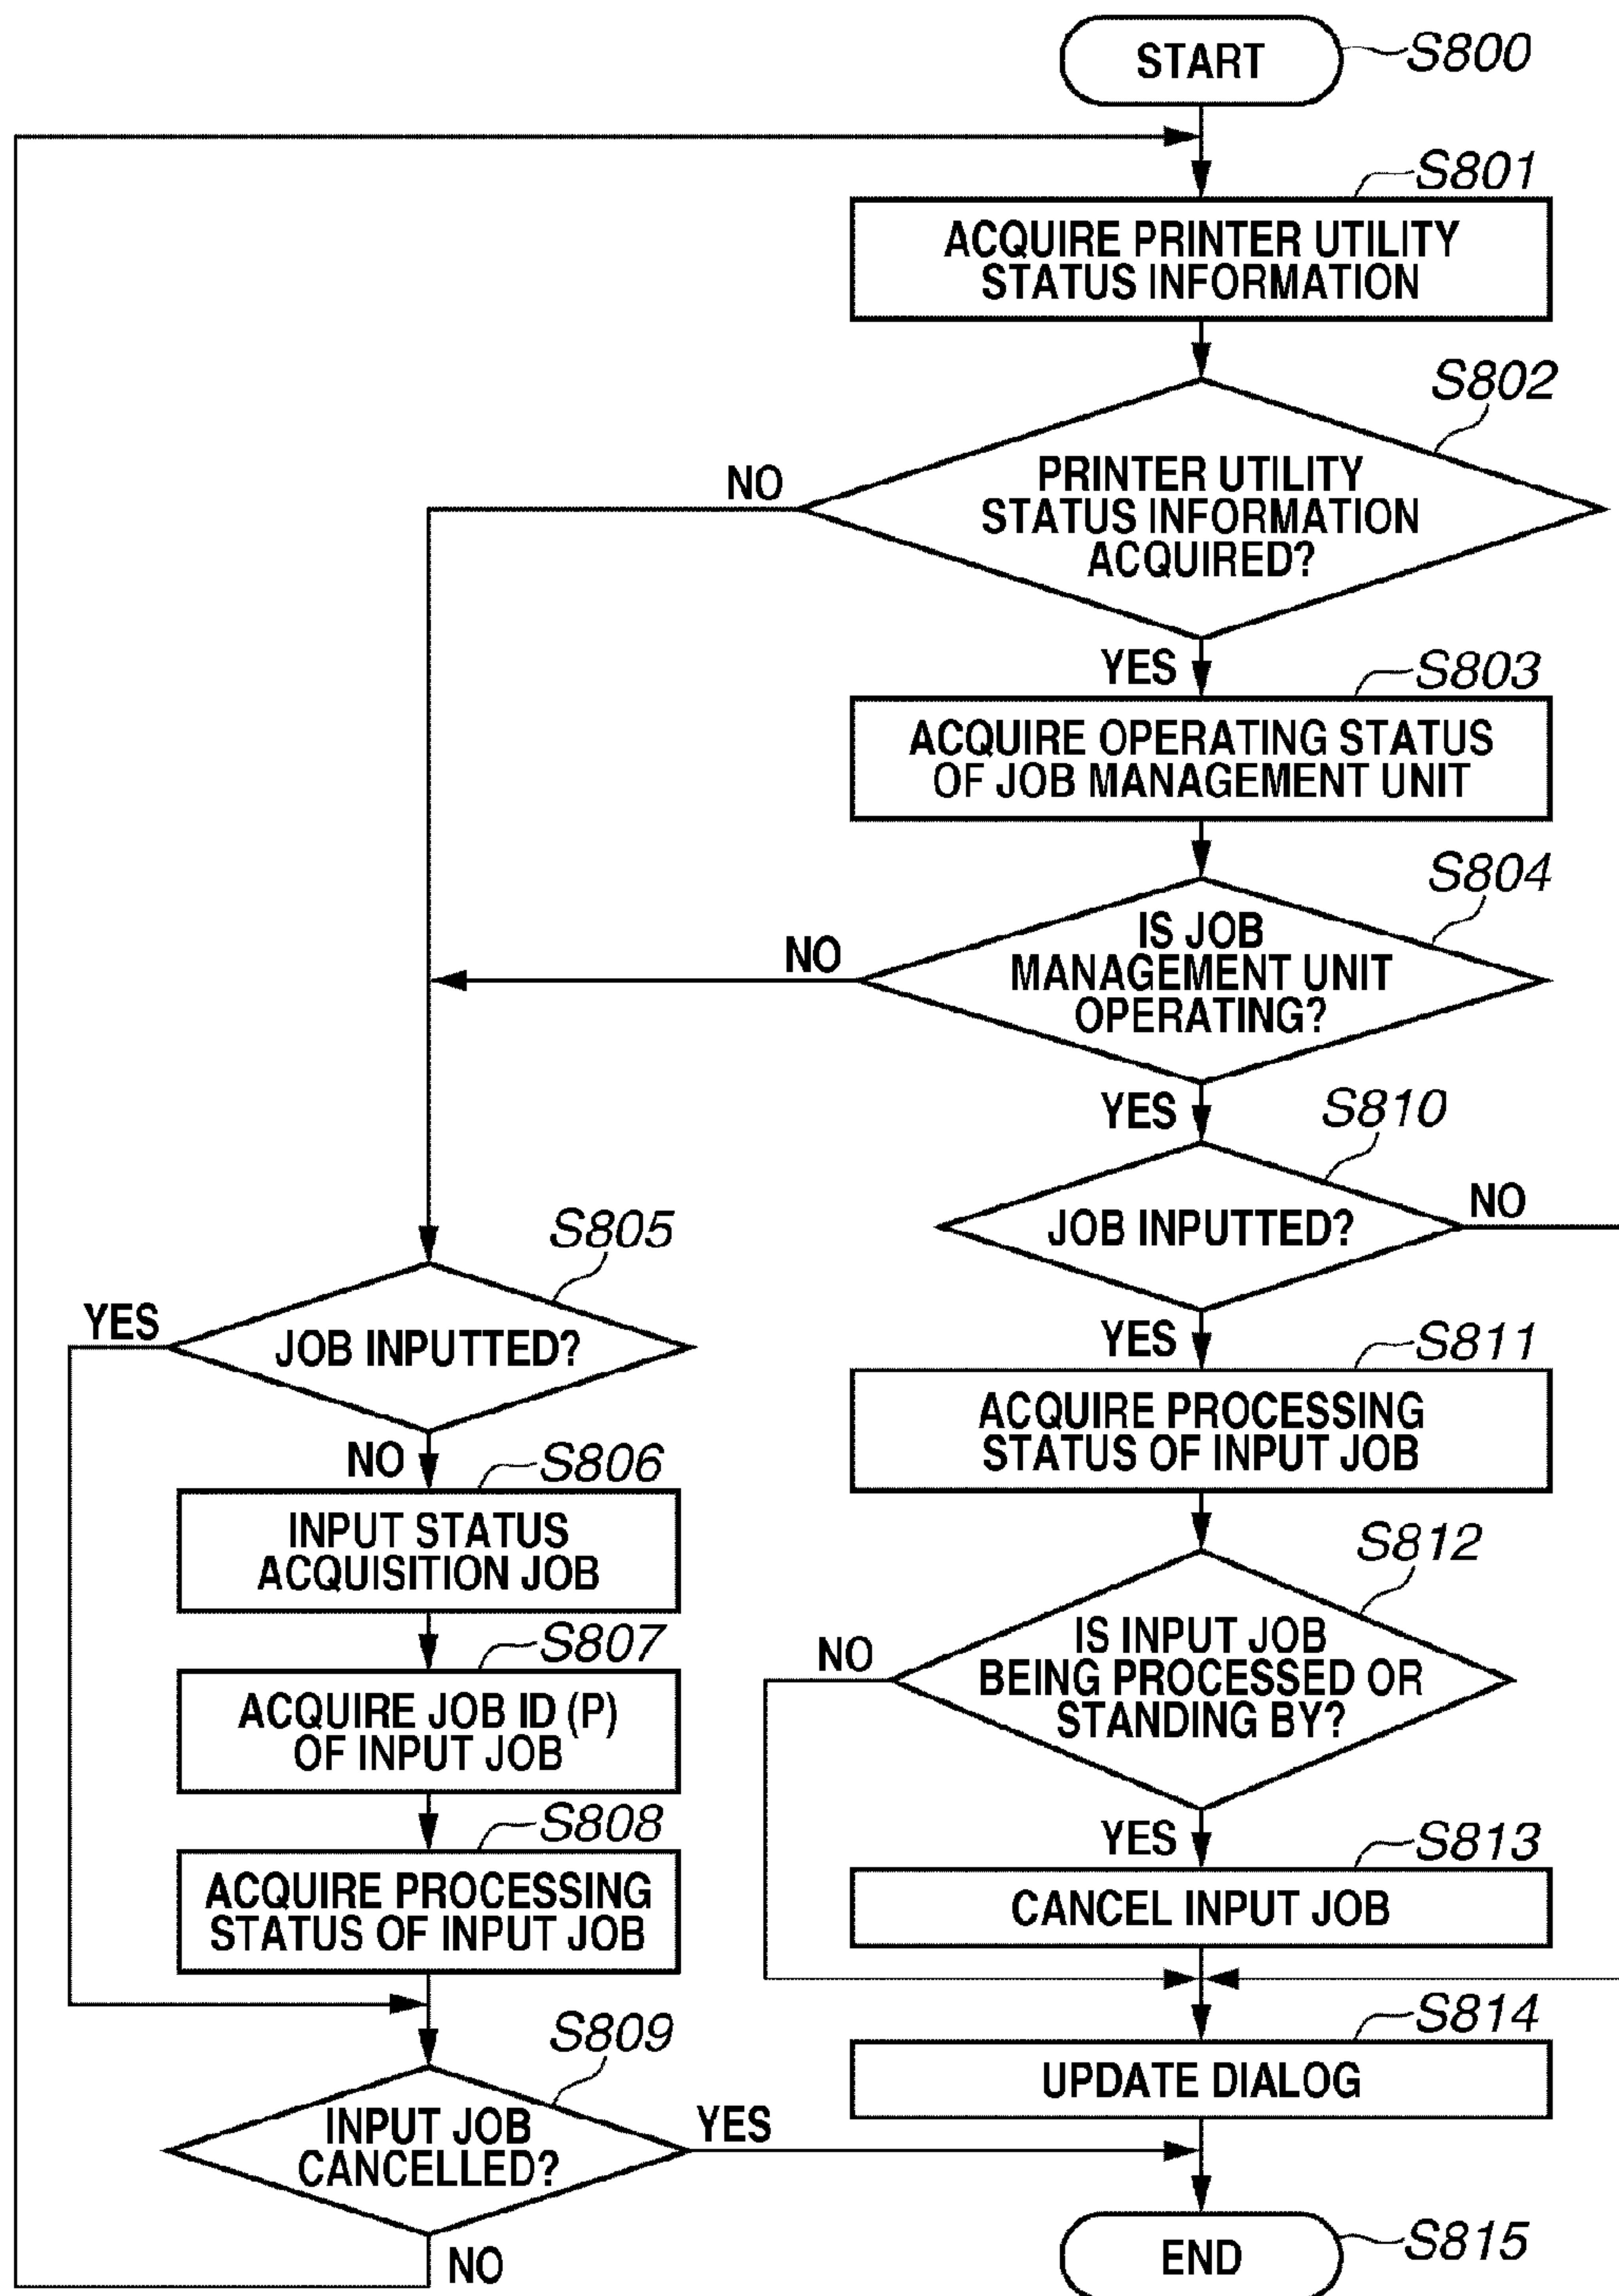 START
S800
S801
ACQUIRE PRINTER UTILITY
STATUS INFORMATION
S802
NO
PRINTER UTILITY
STATUS INFORMATION
ACQUIRED?
YES
S803
ACQUIRE OPERATING STATUS
OF JOB MANAGEMENT UNIT
S804
NO
IS JOB
MANAGEMENT UNIT
OPERATING?
YES
S810
NO
JOB INPUTTED?
S805
YES
JOB INPUTTED?
YES
S811
ACQUIRE PROCESSING
STATUS OF INPUT JOB
NO
S806
INPUT STATUS
ACQUISITION JOB
S812
NO
IS INPUT JOB
BEING PROCESSED OR
STANDING BY?
S807
ACQUIRE JOB ID (P)
OF INPUT JOB
S808
ACQUIRE PROCESSING
STATUS OF INPUT JOB
YES
S813
CANCEL INPUT JOB
S814
UPDATE DIALOG
S809
INPUT JOB
CANCELLED?
YES
NO
END
S815